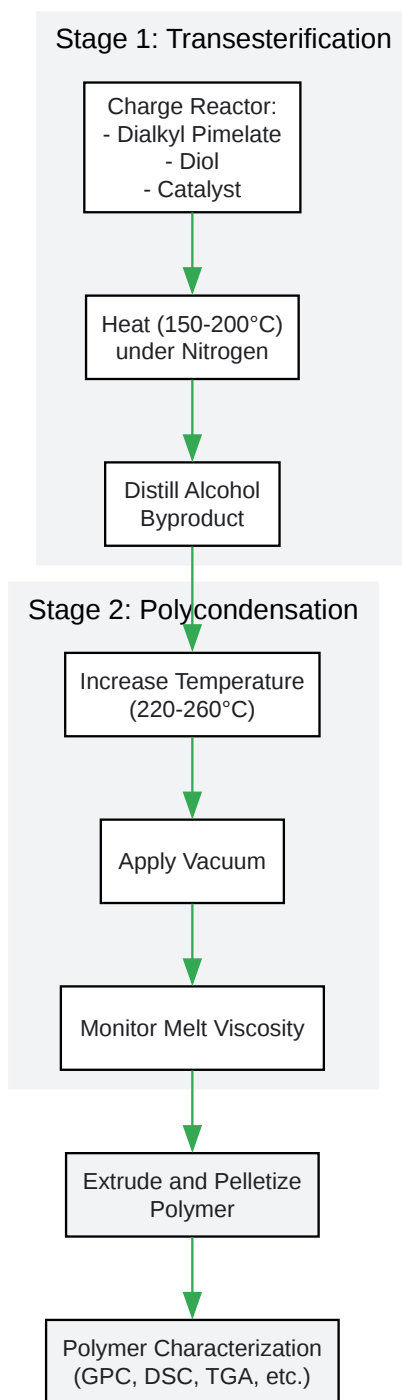 Stage 1: Transesterification
Charge Reactor:
- Dialkyl Pimelate
- Diol
- Catalyst
Heat (150-200°C)
under Nitrogen
Distill Alcohol
Byproduct
Stage 2: Polycondensation
Increase Temperature
(220-260°C)
Apply Vacuum
Monitor Melt Viscosity
Extrude and Pelletize
Polymer
Polymer Characterization
(GPC, DSC, TGA, etc.)